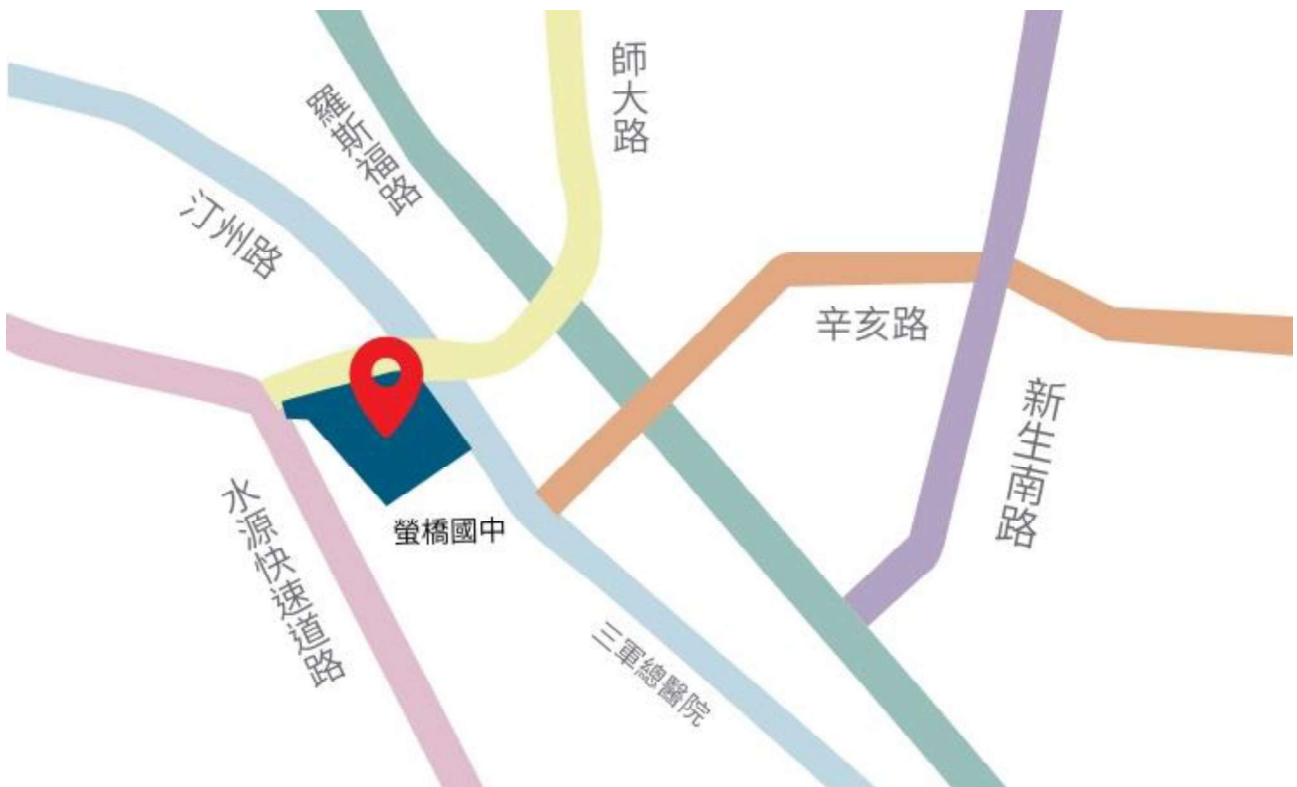 師大路
羅斯福路
汀州路
辛亥路
新生南路
水源快速道路
螢橋國中
三軍總醫院